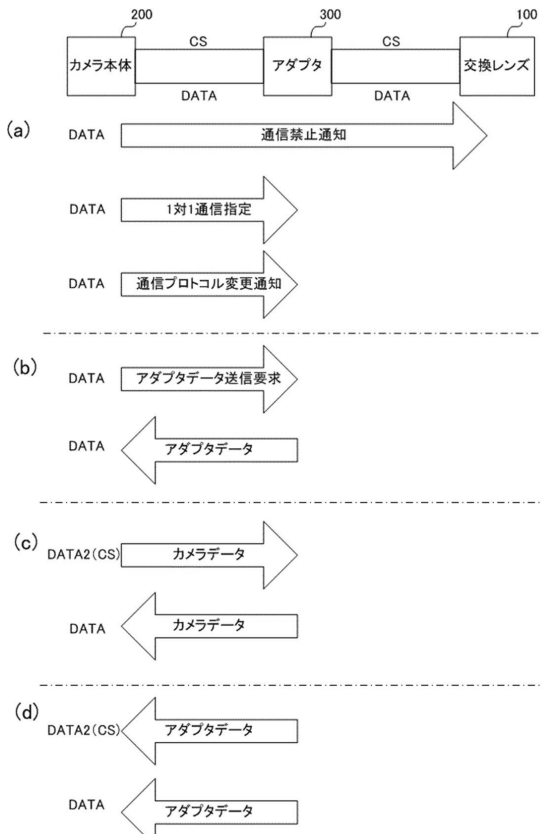 200
300
100
CS
CS
カメラ本体
アダプタ
交換レンズ
DATA
DATA
(a)
DATA
通信禁止通知
DATA
1対1通信指定
DATA
通信プロトコル変更通知
(b)
DATA
アダプタデータ送信要求
DATA
アダプタデータ
(c)
DATA2(CS)
カメラデータ
DATA
カメラデータ
(d)
DATA2(CS)
アダプタデータ
DATA
アダプタデータ